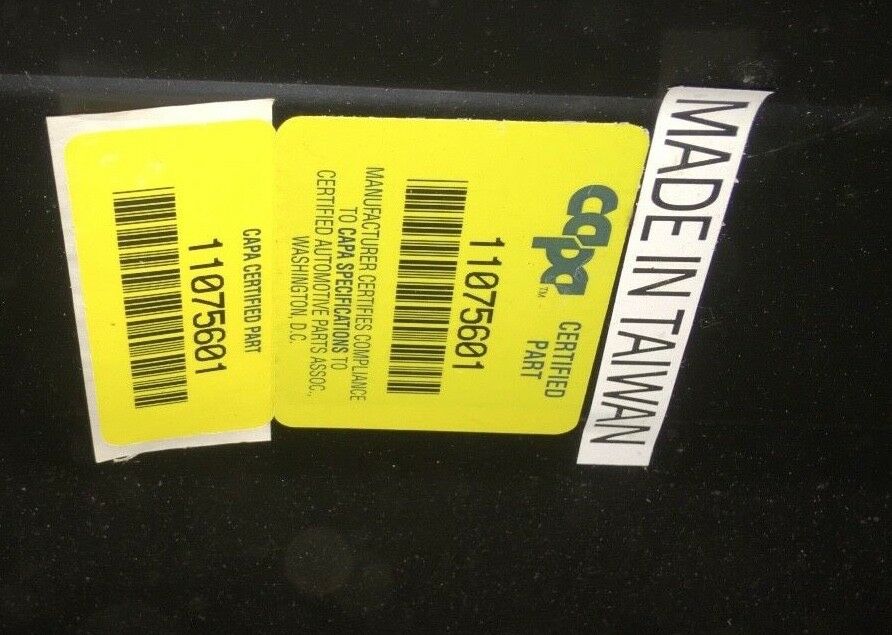 MADE IN TAIWAN
capa™
CERTIFIED
PART
11075601
MANUFACTURER CERTIFIES COMPLIANCE
TO CAPA SPECIFICATIONS TO
CERTIFIED AUTOMOTIVE PARTS ASSOC.,
WASHINGTON, D.C.
CAPA CERTIFIED PART
11075601